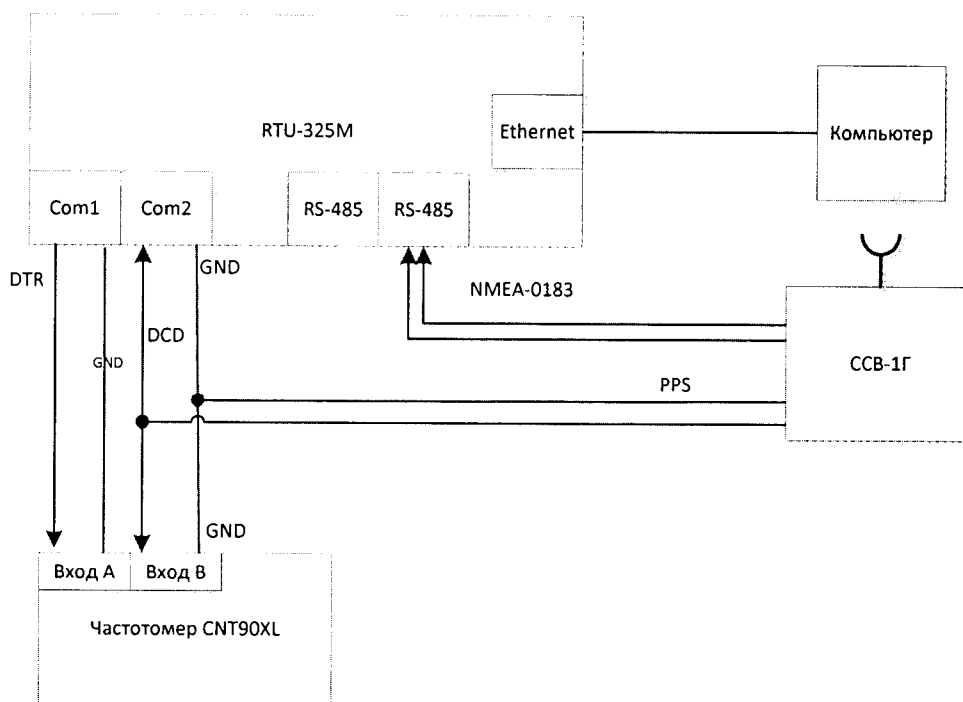 RTU-325M
Ethernet
Компьютер
Com1
Com2
RS-485
RS-485
DTR
GND
DCD
GND
NMEA-0183
PPS
ССВ-1Г
GND
Вход A
Вход B
Частотомер CNT90XL